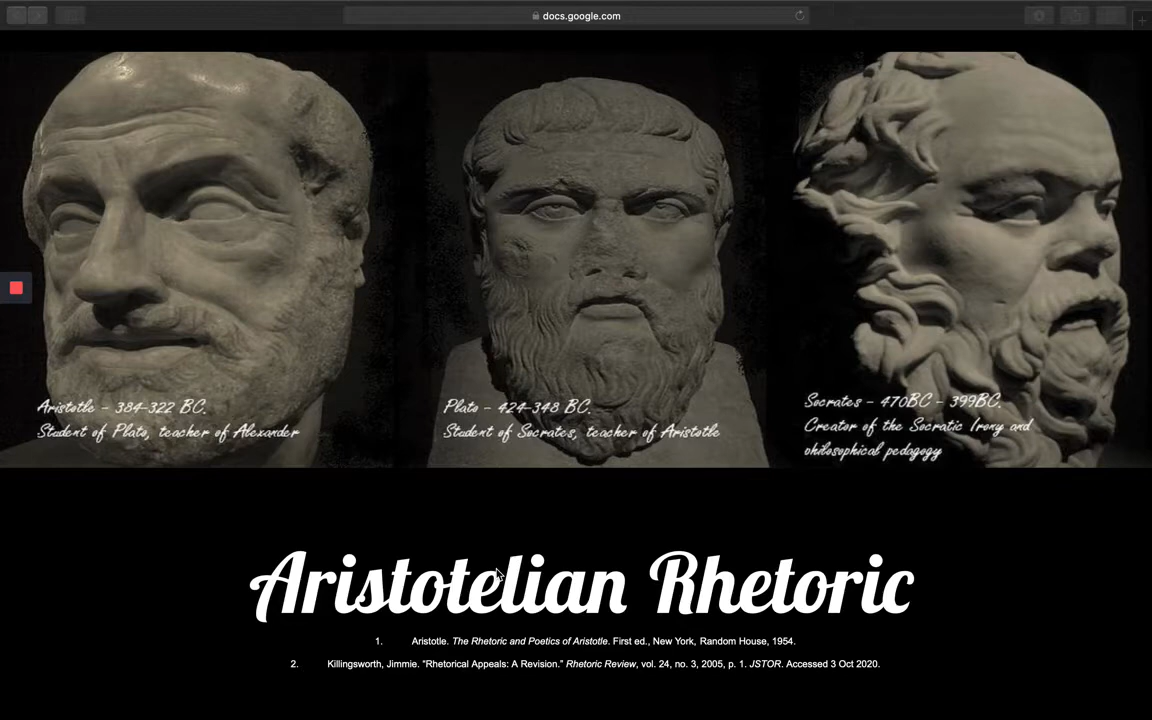 docs.google.com
Aristotle - 384-322 BC.
Student of Plato, teacher of Alexander
Plato - 424-348 BC.
Student of Socrates, teacher of Aristotle
Socrates - 470BC - 399BC.
Creator of the Socratic Irony and
philosophical pedagogy
Aristotelian Rhetoric
1. Aristotle. The Rhetoric and Poetics of Aristotle. First ed., New York, Random House, 1954.
2. Killingsworth, Jimmie. “Rhetorical Appeals: A Revision.” Rhetoric Review, vol. 24, no. 3, 2005, p. 1. JSTOR. Accessed 3 Oct 2020.